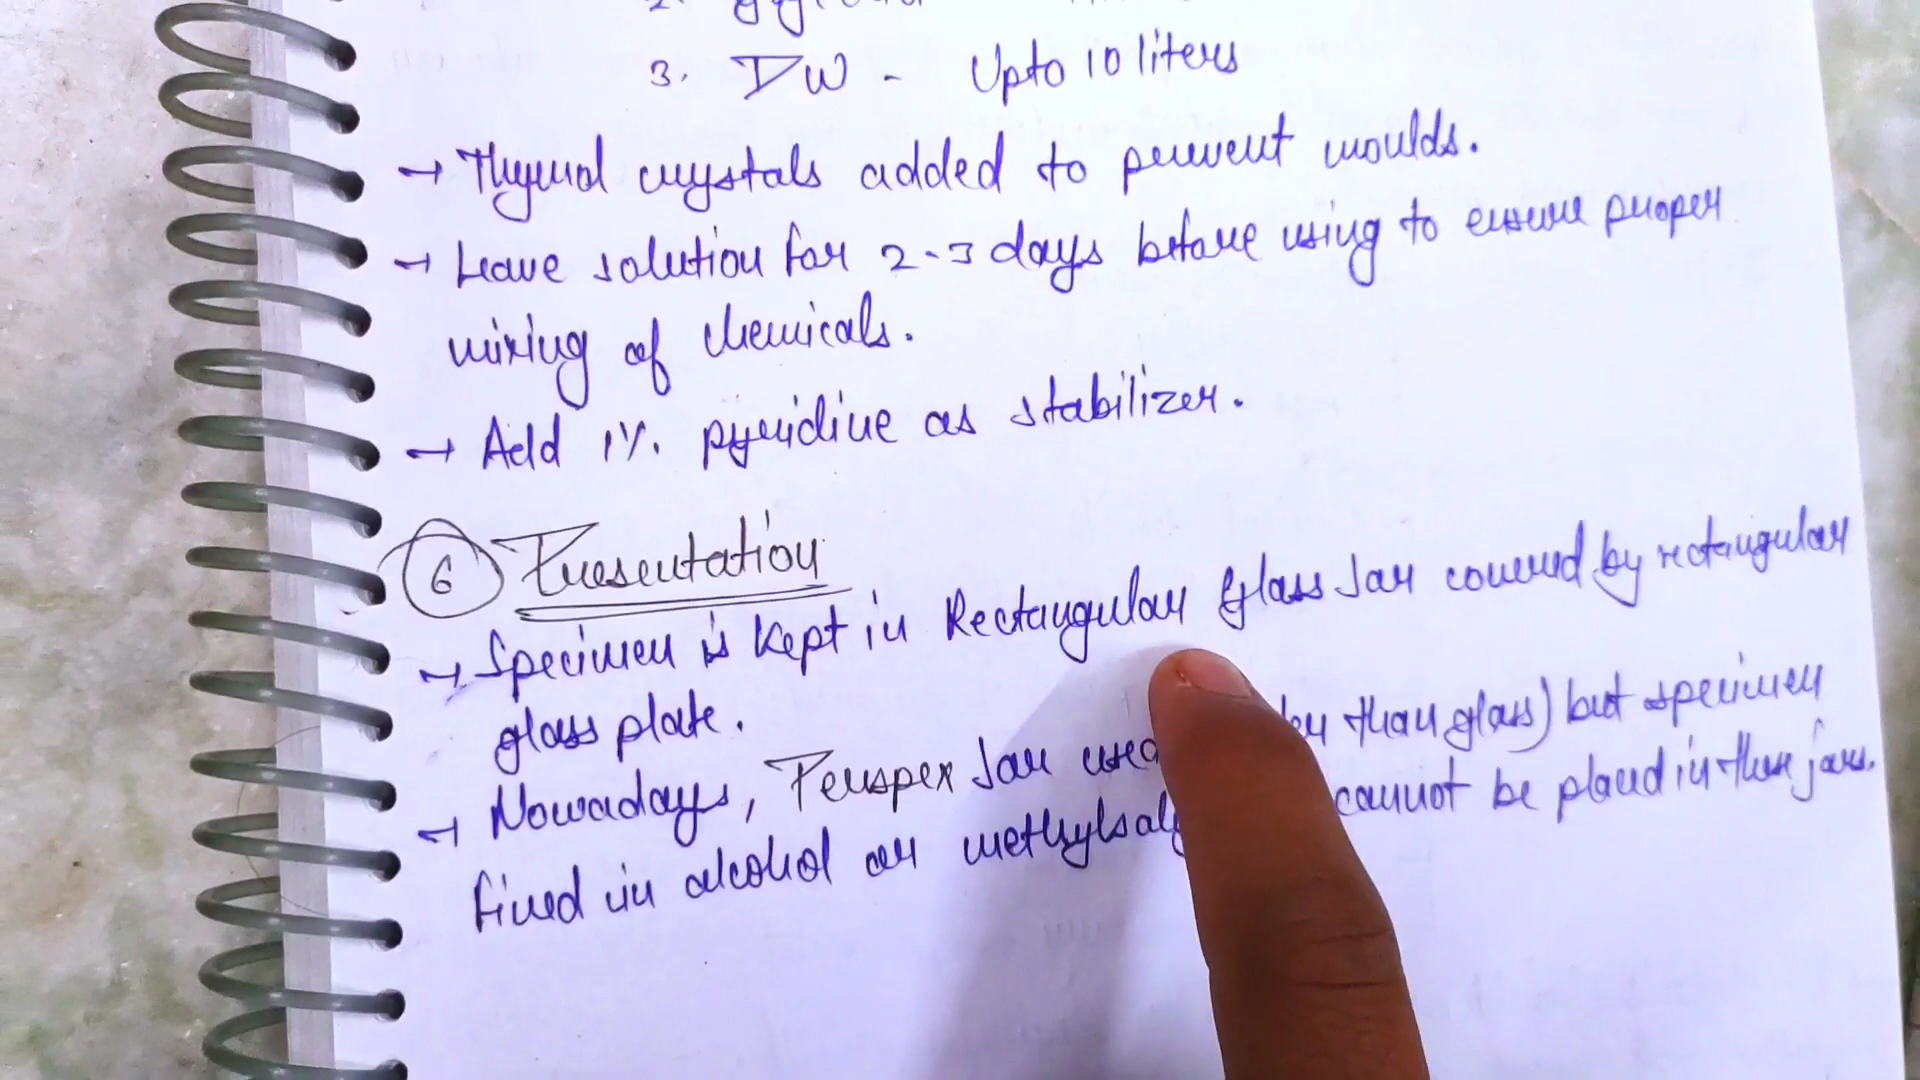 3. DW - Upto 10 liters
→ Thymol crystals added to prevent moulds.
→ Leave solution for 2-3 days before using to ensure proper
mixing of chemicals.
→ Add 1% pyridine as stabilizer.
6 Presentation
→ Specimen is kept in Rectangular Glass Jar covered by rectangular
glass plate.
→ Nowadays, Perspex Jar used than glass) but specimen
fixed in alcohol or cannot be placed in these jars.